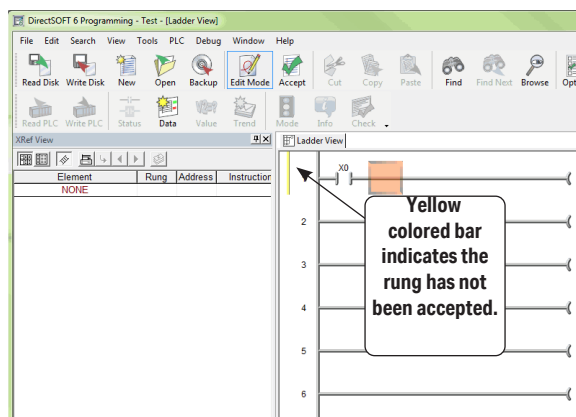 DirectSOFT 6 Programming - Test - [Ladder View]
File Edit Search View Tools PLC Debug Window Help
Read Disk Write Disk New Open Backup Edit Mode Accept Cut Copy Paste Find Find Next Browse Opt
Read PLC Write PLC Status Data Value Trend Mode Info Check
XRef View
Ladder View
Element Rung Address Instruction
NONE
X0
Yellow
colored bar
indicates the
rung has not
been accepted.
2
3
4
5
6